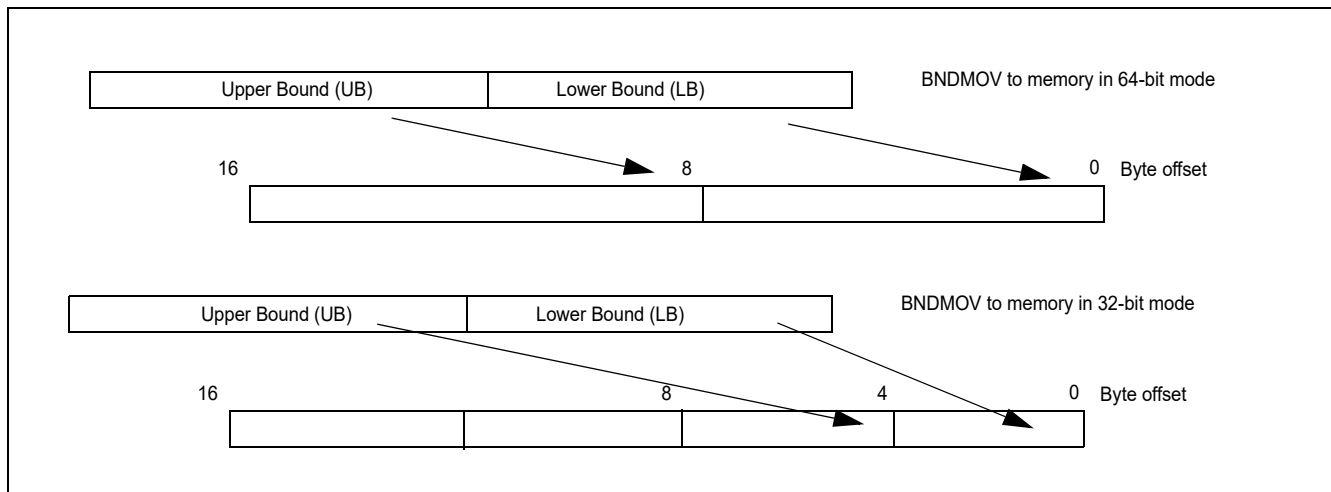 Upper Bound (UB) Lower Bound (LB) BNDMOV to memory in 64-bit mode
16 8 0 Byte offset
BNDMOV to memory in 32-bit mode
Upper Bound (UB) Lower Bound (LB)
16 8 4 0 Byte offset